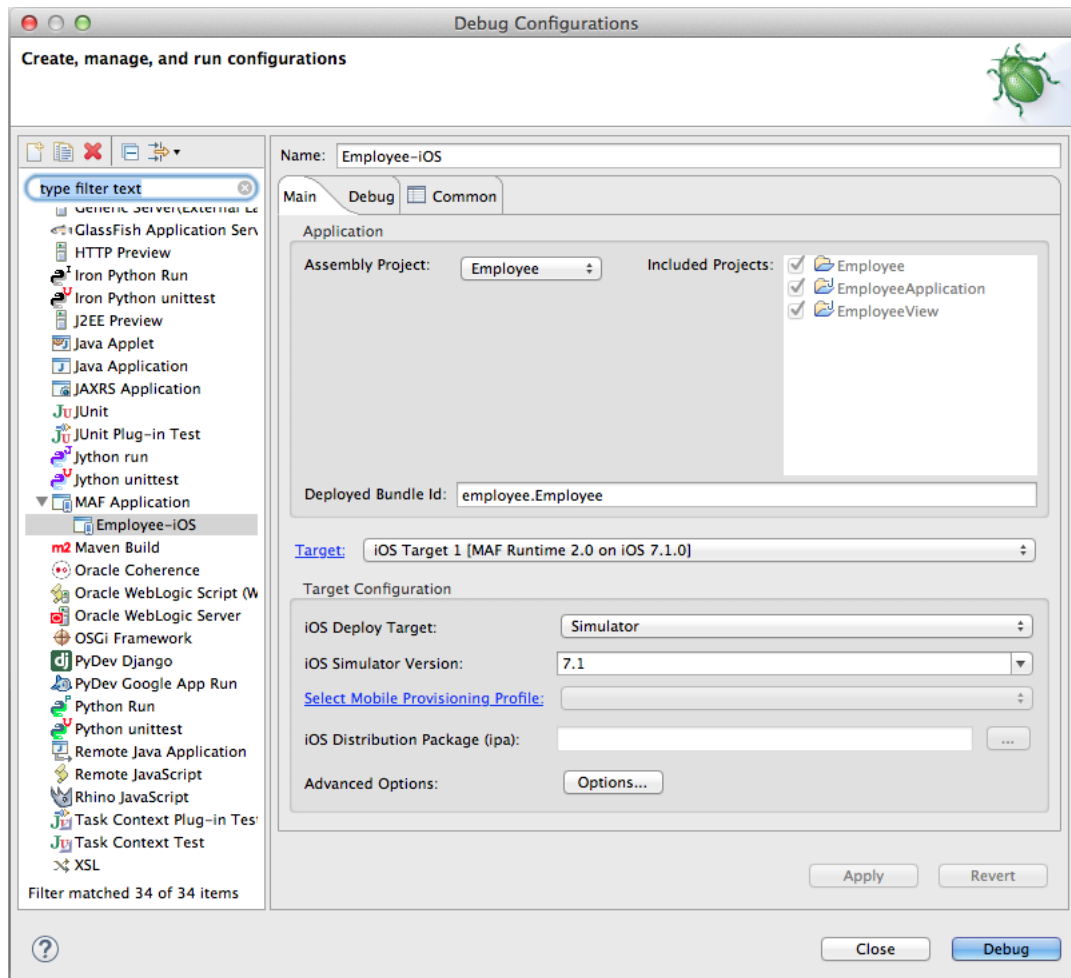 Debug Configurations
Create, manage, and run configurations
type filter text
Generic Server(External La
GlassFish Application Serv
HTTP Preview
Iron Python Run
Iron Python unittest
J2EE Preview
Java Applet
Java Application
JAXRS Application
JUnit
JUnit Plug-in Test
Jython run
Jython unittest
MAF Application
Employee-iOS
m2 Maven Build
Oracle Coherence
Oracle WebLogic Script (W
Oracle WebLogic Server
OSGi Framework
dj PyDev Django
PyDev Google App Run
Python Run
Python unittest
Remote Java Application
Remote JavaScript
Rhino JavaScript
Task Context Plug-in Test
Task Context Test
XSL
Filter matched 34 of 34 items
Name: Employee-iOS
Main Debug Common
Application
Assembly Project: Employee Included Projects: Employee
EmployeeApplication
EmployeeView
Deployed Bundle Id: employee.Employee
Target: iOS Target 1 [MAF Runtime 2.0 on iOS 7.1.0]
Target Configuration
iOS Deploy Target: Simulator
iOS Simulator Version: 7.1
Select Mobile Provisioning Profile:
iOS Distribution Package (ipa): ...
Advanced Options: Options...
Apply Revert
? Close Debug